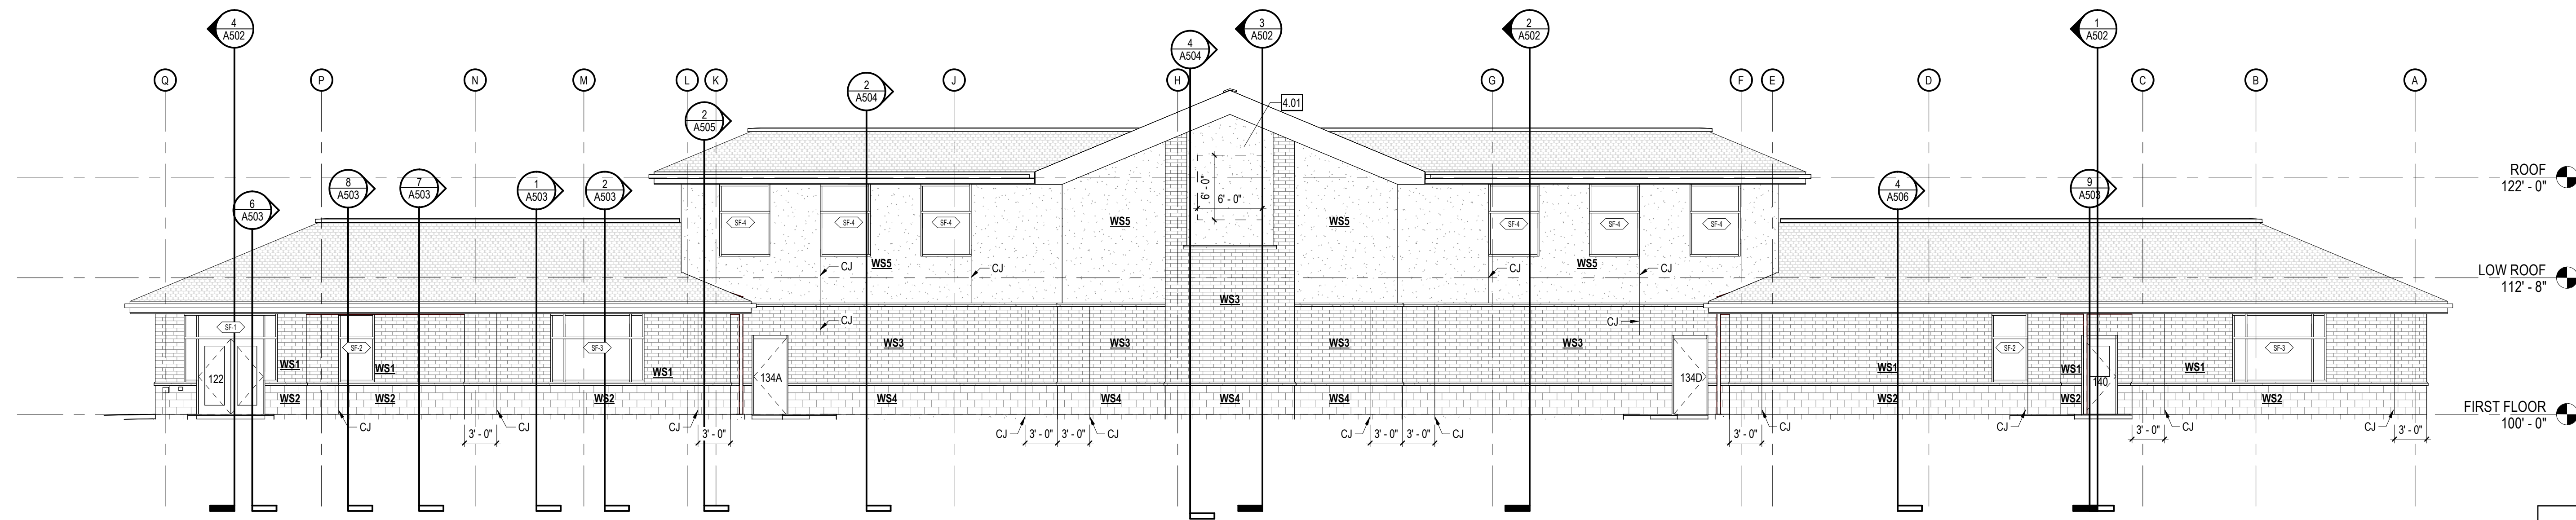 4
A502
3
A502
2
A502
1
A502
4
A504
Q
P
N
M
L
K
J
H
G
F
E
D
C
B
A
2
A504
4.01
2
A505
ROOF
122' - 0"
8
A503
7
A503
1
A503
2
A503
4
A506
9
A503
6
A503
6' - 0"
6' - 0"
SF-4
SF-4
SF-4
WS5
WS5
SF-4
SF-4
SF-4
WS5
WS5
CJ
CJ
CJ
CJ
LOW ROOF
112' - 8"
WS3
CJ
CJ
SF-1
SF-2
SF-3
WS3
WS3
WS3
WS3
SF-2
SF-3
WS1
WS1
WS1
WS1
WS1
WS1
122
134A
134D
140
WS2
WS2
WS2
WS4
WS4
WS4
WS4
WS2
WS2
WS2
FIRST FLOOR
100' - 0"
CJ
CJ
CJ
CJ
CJ
CJ
CJ
CJ
CJ
CJ
CJ
3' - 0"
3' - 0"
3' - 0"
3' - 0"
3' - 0"
3' - 0"
3' - 0"
3' - 0"
3' - 0"